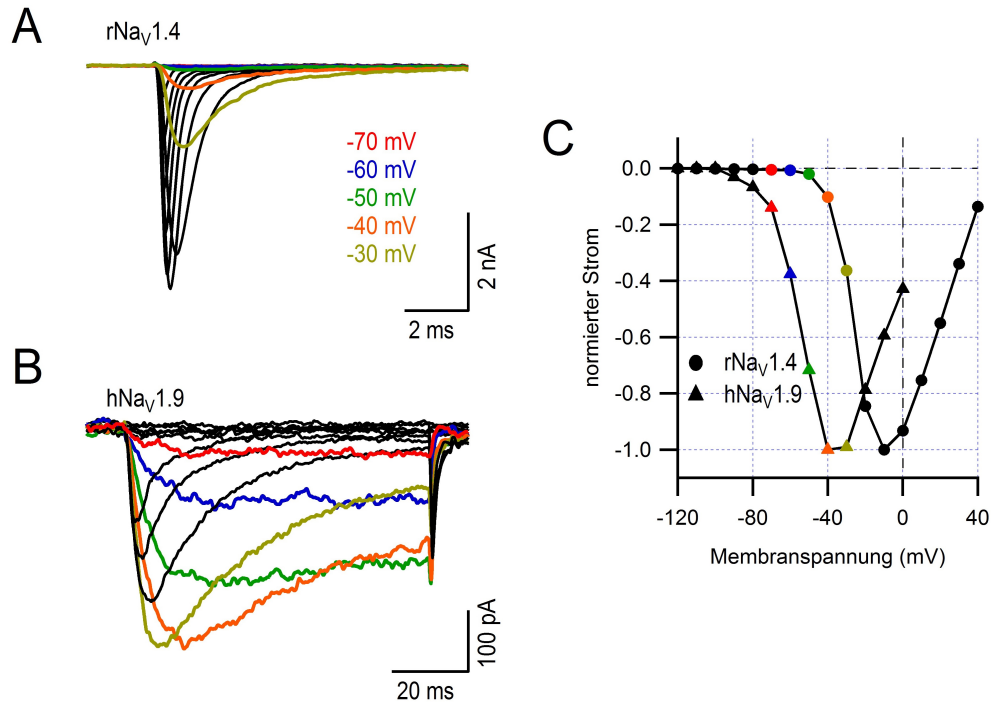 A
rNaV1.4
-70 mV
-60 mV
-50 mV
-40 mV
-30 mV
2 nA
2 ms
B
hNaV1.9
100 pA
20 ms
C
0.0
-0.2
-0.4
-0.6
-0.8
-1.0
normierter Strom
rNaV1.4
hNaV1.9
-120 -80 -40 0 40
Membranspannung (mV)